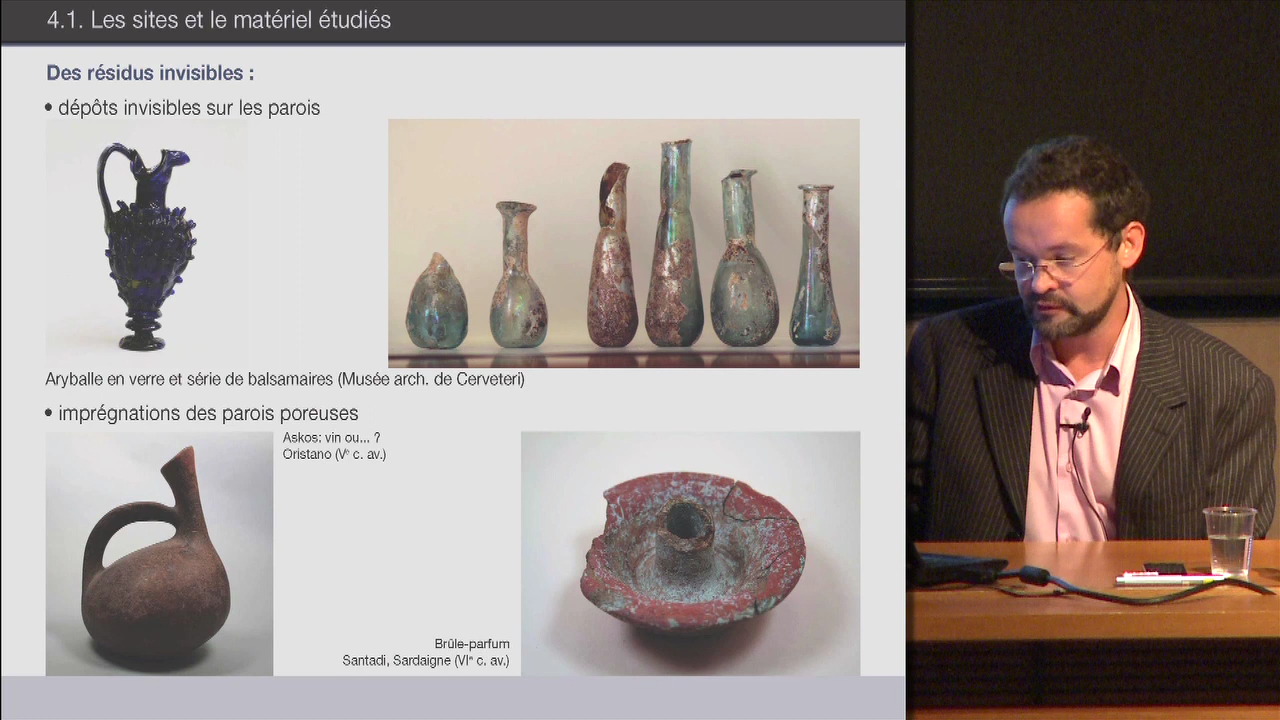 4.1. Les sites et le matériel étudiés
Des résidus invisibles :
• dépôts invisibles sur les parois
Aryballe en verre et série de balsamaires (Musée arch. de Cerveteri)
• imprégnations des parois poreuses
Askos: vin ou... ?
Oristano (Vᵉ c. av.)
Brûle-parfum
Santadi, Sardaigne (VIᵉ c. av.)